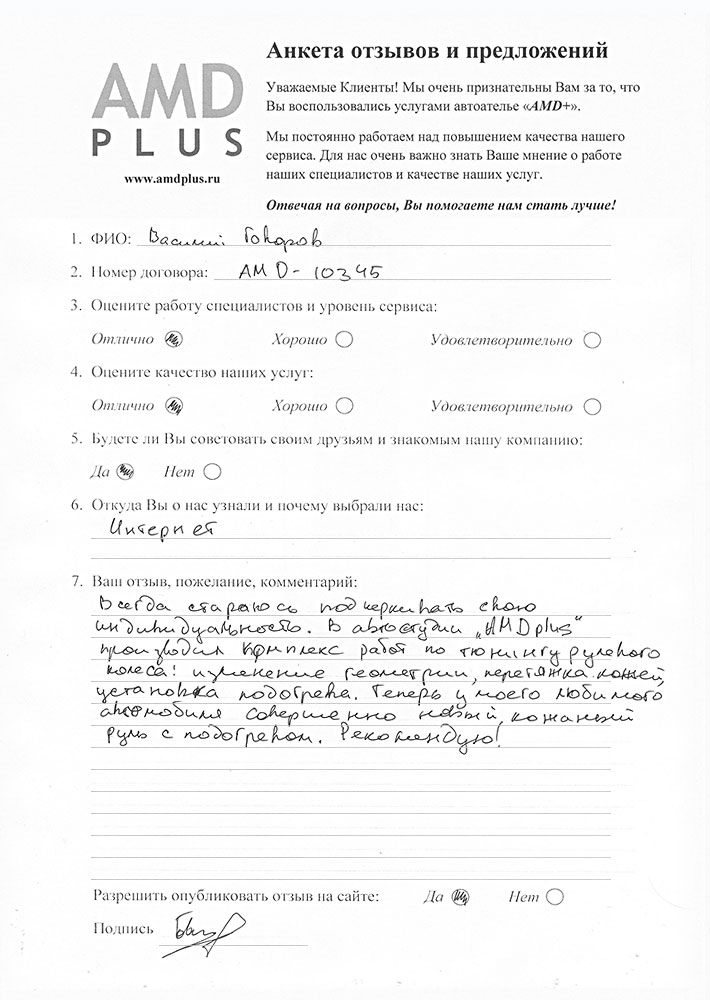 AMD
PLUS
www.amdplus.ru
Анкета отзывов и предложений
Уважаемые Клиенты! Мы очень признательны Вам за то, что
Вы воспользовались услугами автоателье «AMD+».
Мы постоянно работаем над повышением качества нашего
сервиса. Для нас очень важно знать Ваше мнение о работе
наших специалистов и качестве наших услуг.
Отвечая на вопросы, Вы помогаете нам стать лучше!
1. ФИО: Василий Говоров
2. Номер договора: AMD-10345
3. Оцените работу специалистов и уровень сервиса:
Отлично Хорошо Удовлетворительно
4. Оцените качество наших услуг:
Отлично Хорошо Удовлетворительно
5. Будете ли Вы советовать своим друзьям и знакомым нашу компанию:
Да Нет
6. Откуда Вы о нас узнали и почему выбрали нас:
Интернет
7. Ваш отзыв, пожелание, комментарий:
Всегда стараюсь подчеркивать свою
индивидуальность. В автостудии „AMDplus“
производил комплекс работ по тюнингу рулевого
колеса: изменение геометрии, перетяжка кожей,
установка подогрева. Теперь у моего любимого
автомобиля совершенно новый, кожаный
руль с подогревом. Рекомендую!
Разрешить опубликовать отзыв на сайте: Да Нет
Подпись